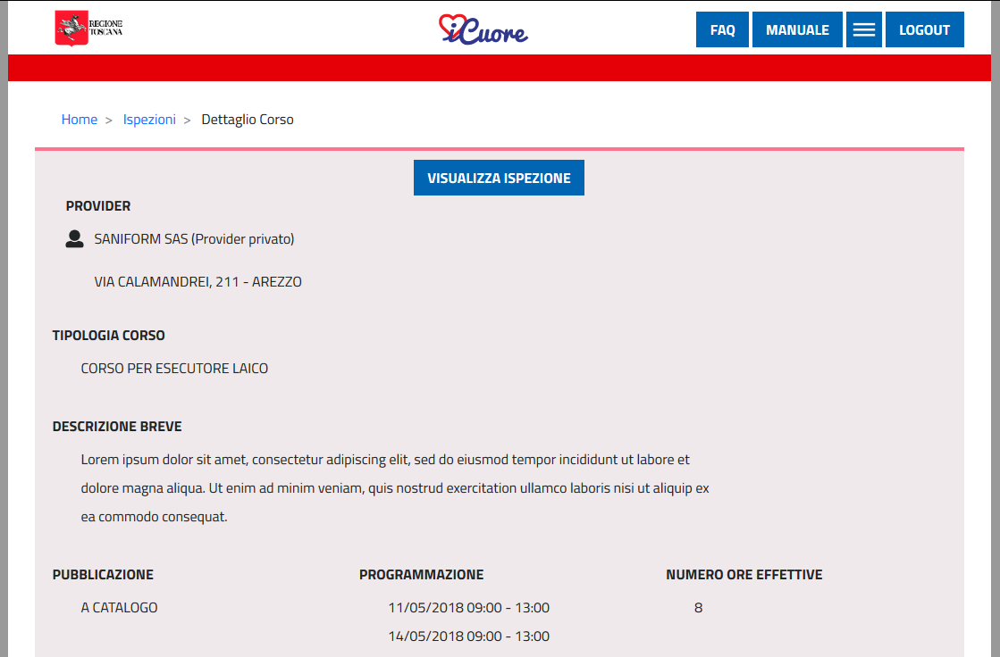 REGIONE
TOSCANA
iCuore
FAQ
MANUALE
LOGOUT
Home > Ispezioni > Dettaglio Corso
VISUALIZZA ISPEZIONE
PROVIDER
SANIFORM SAS (Provider privato)
VIA CALAMANDREI, 211 - AREZZO
TIPOLOGIA CORSO
CORSO PER ESECUTORE LAICO
DESCRIZIONE BREVE
Lorem ipsum dolor sit amet, consectetur adipiscing elit, sed do eiusmod tempor incididunt ut labore et
dolore magna aliqua. Ut enim ad minim veniam, quis nostrud exercitation ullamco laboris nisi ut aliquip ex
ea commodo consequat.
PUBBLICAZIONE
A CATALOGO
PROGRAMMAZIONE
11/05/2018 09:00 - 13:00
14/05/2018 09:00 - 13:00
NUMERO ORE EFFETTIVE
8